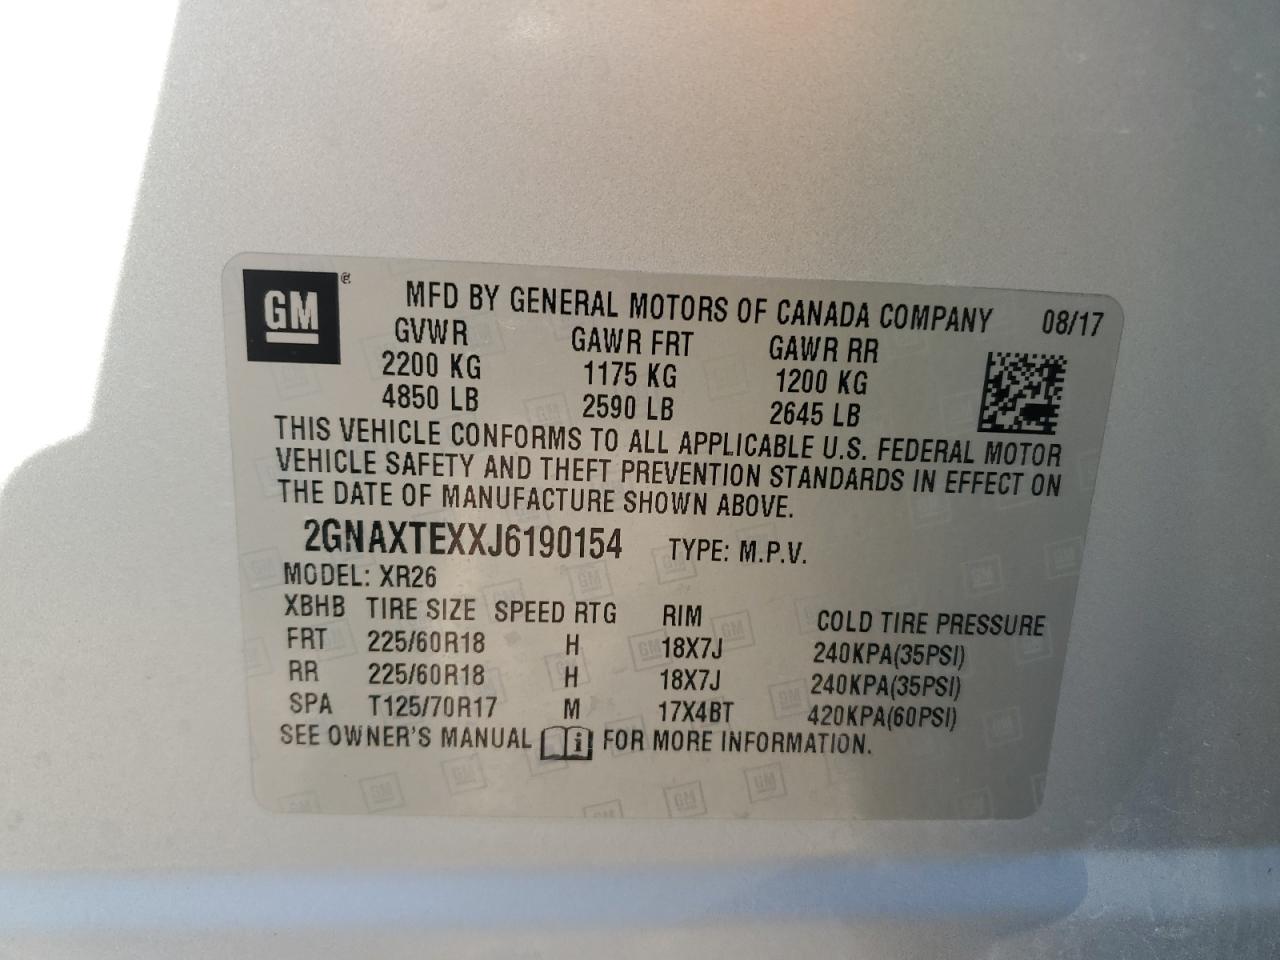 GM
MFD BY GENERAL MOTORS OF CANADA COMPANY 08/17
GVWR GAWR FRT GAWR RR
2200 KG 1175 KG 1200 KG
4850 LB 2590 LB 2645 LB
THIS VEHICLE CONFORMS TO ALL APPLICABLE U.S. FEDERAL MOTOR
VEHICLE SAFETY AND THEFT PREVENTION STANDARDS IN EFFECT ON
THE DATE OF MANUFACTURE SHOWN ABOVE.
2GNAXTEXXJ6190154 TYPE: M.P.V.
MODEL: XR26
XBHB TIRE SIZE SPEED RTG RIM COLD TIRE PRESSURE
FRT 225/60R18 H 18X7J 240KPA(35PSI)
RR 225/60R18 H 18X7J 240KPA(35PSI)
SPA T125/70R17 M 17X4BT 420KPA(60PSI)
SEE OWNER'S MANUAL i FOR MORE INFORMATION.